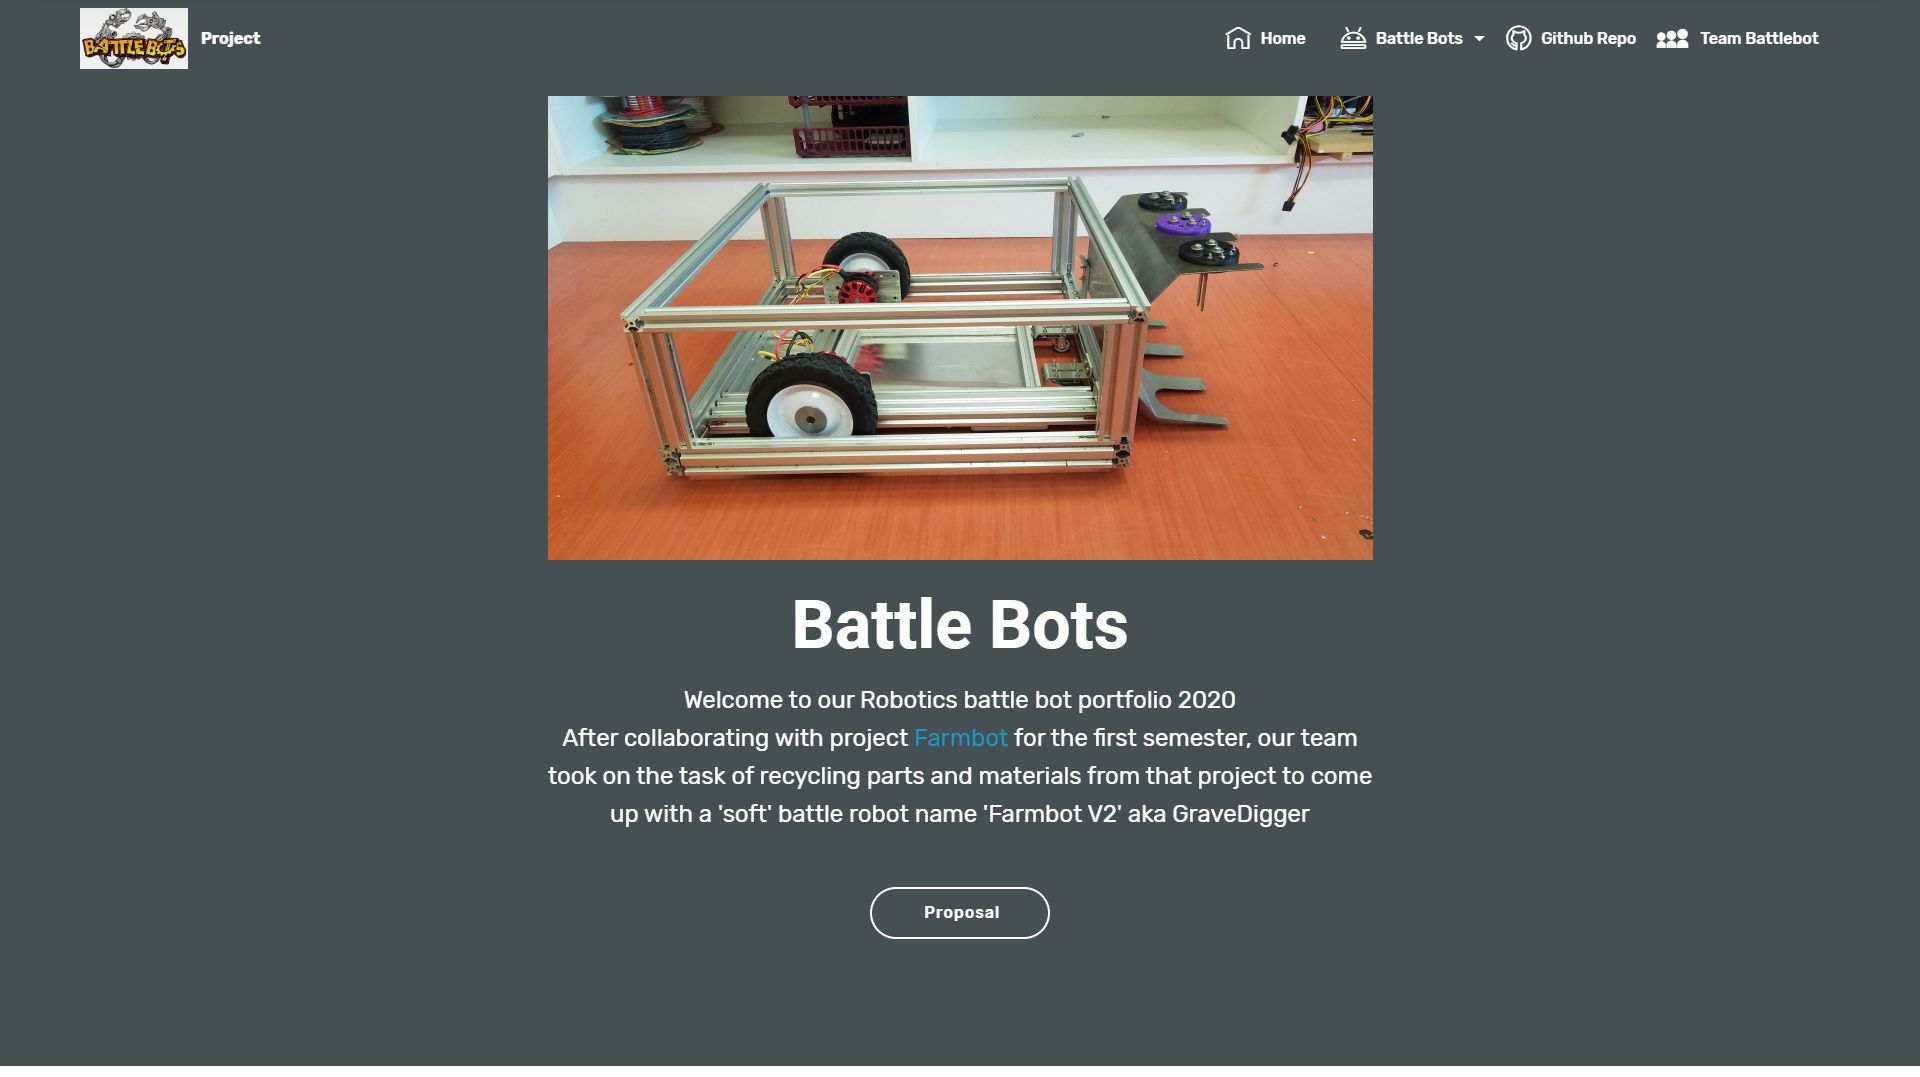 BATTLEBOTS
Project
Home
Battle Bots
Github Repo
Team Battlebot
Battle Bots
Welcome to our Robotics battle bot portfolio 2020
After collaborating with project Farmbot for the first semester, our team
took on the task of recycling parts and materials from that project to come
up with a 'soft' battle robot name 'Farmbot V2' aka GraveDigger
Proposal